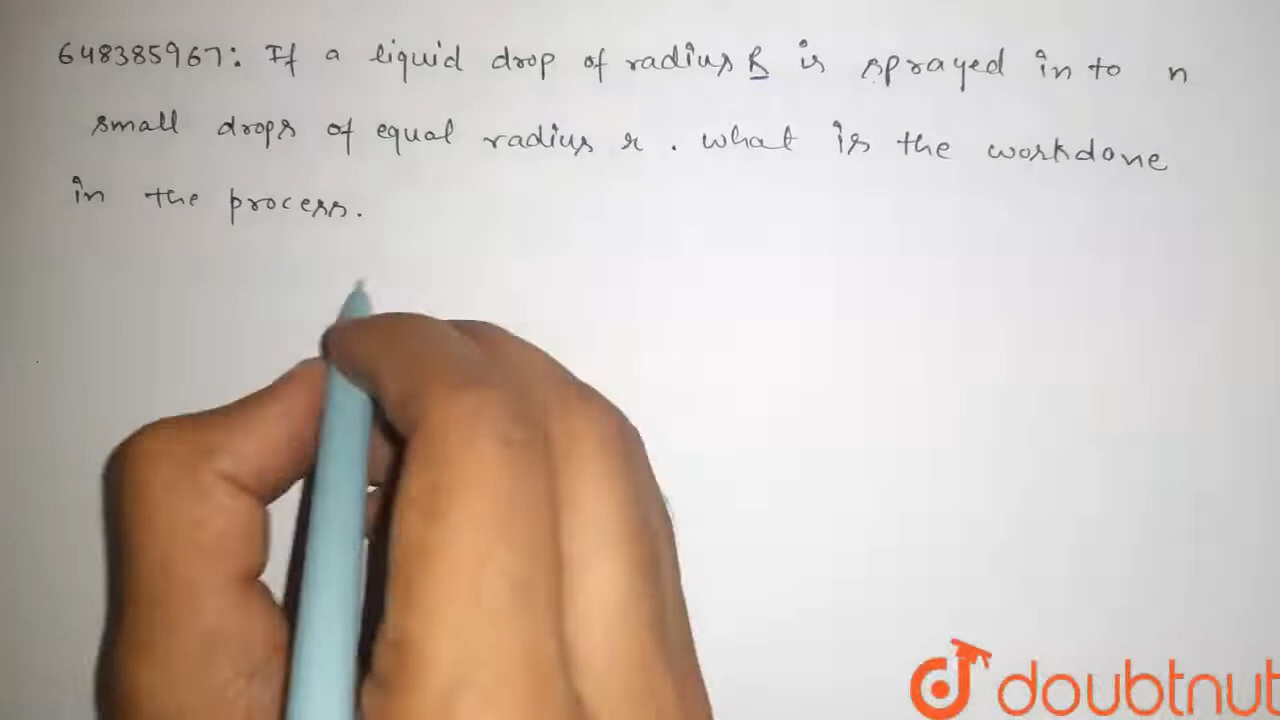 648385967: If a liquid drop of radius R is sprayed in to n
small drops of equal radius r. what is the workdone
in the process.
doubtnut